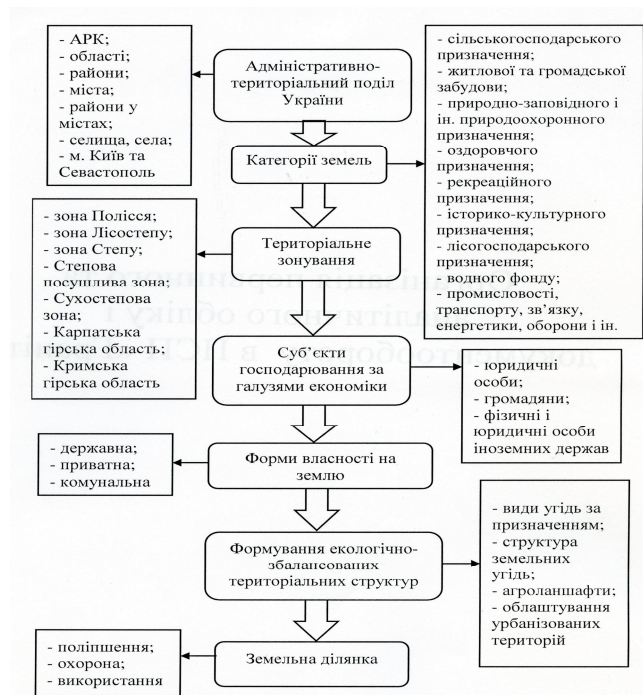 - АРК;
- області;
- райони;
- міста;
- райони у
містах;
- селища, села;
- м. Київ та
Севастополь
Адміністративно-
територіальний поділ
України
- сільськогосподарського
призначення;
- житлової та громадської
забудови;
- природно-заповідного і
ін. природоохоронного
призначення;
- оздоровчого
призначення;
- рекреаційного
призначення;
- історико-культурного
призначення;
- лісогосподарського
призначення;
- водного фонду;
- промисловості,
транспорту, зв’язку,
енергетики, оборони і ін.
Категорії земель
- зона Полісся;
- зона Лісостепу;
- зона Степу;
- Степова
посушлива зона;
- Сухостепова
зона;
- Карпатська
гірська область;
- Кримська
гірська область
Територіальне
зонування
Суб’єкти
господарювання за
галузями економіки
- юридичні
особи;
- громадяни;
- фізичні і
юридичні особи
іноземних держав
- державна;
- приватна;
- комунальна
Форми власності на
землю
Формування екологічно-
збалансованих
територіальних структур
- види угідь за
призначенням;
- структура
земельних
угідь;
- агроланшафти;
- облаштування
урбанізованих
територій
- поліпшення;
- охорона;
- використання
Земельна ділянка